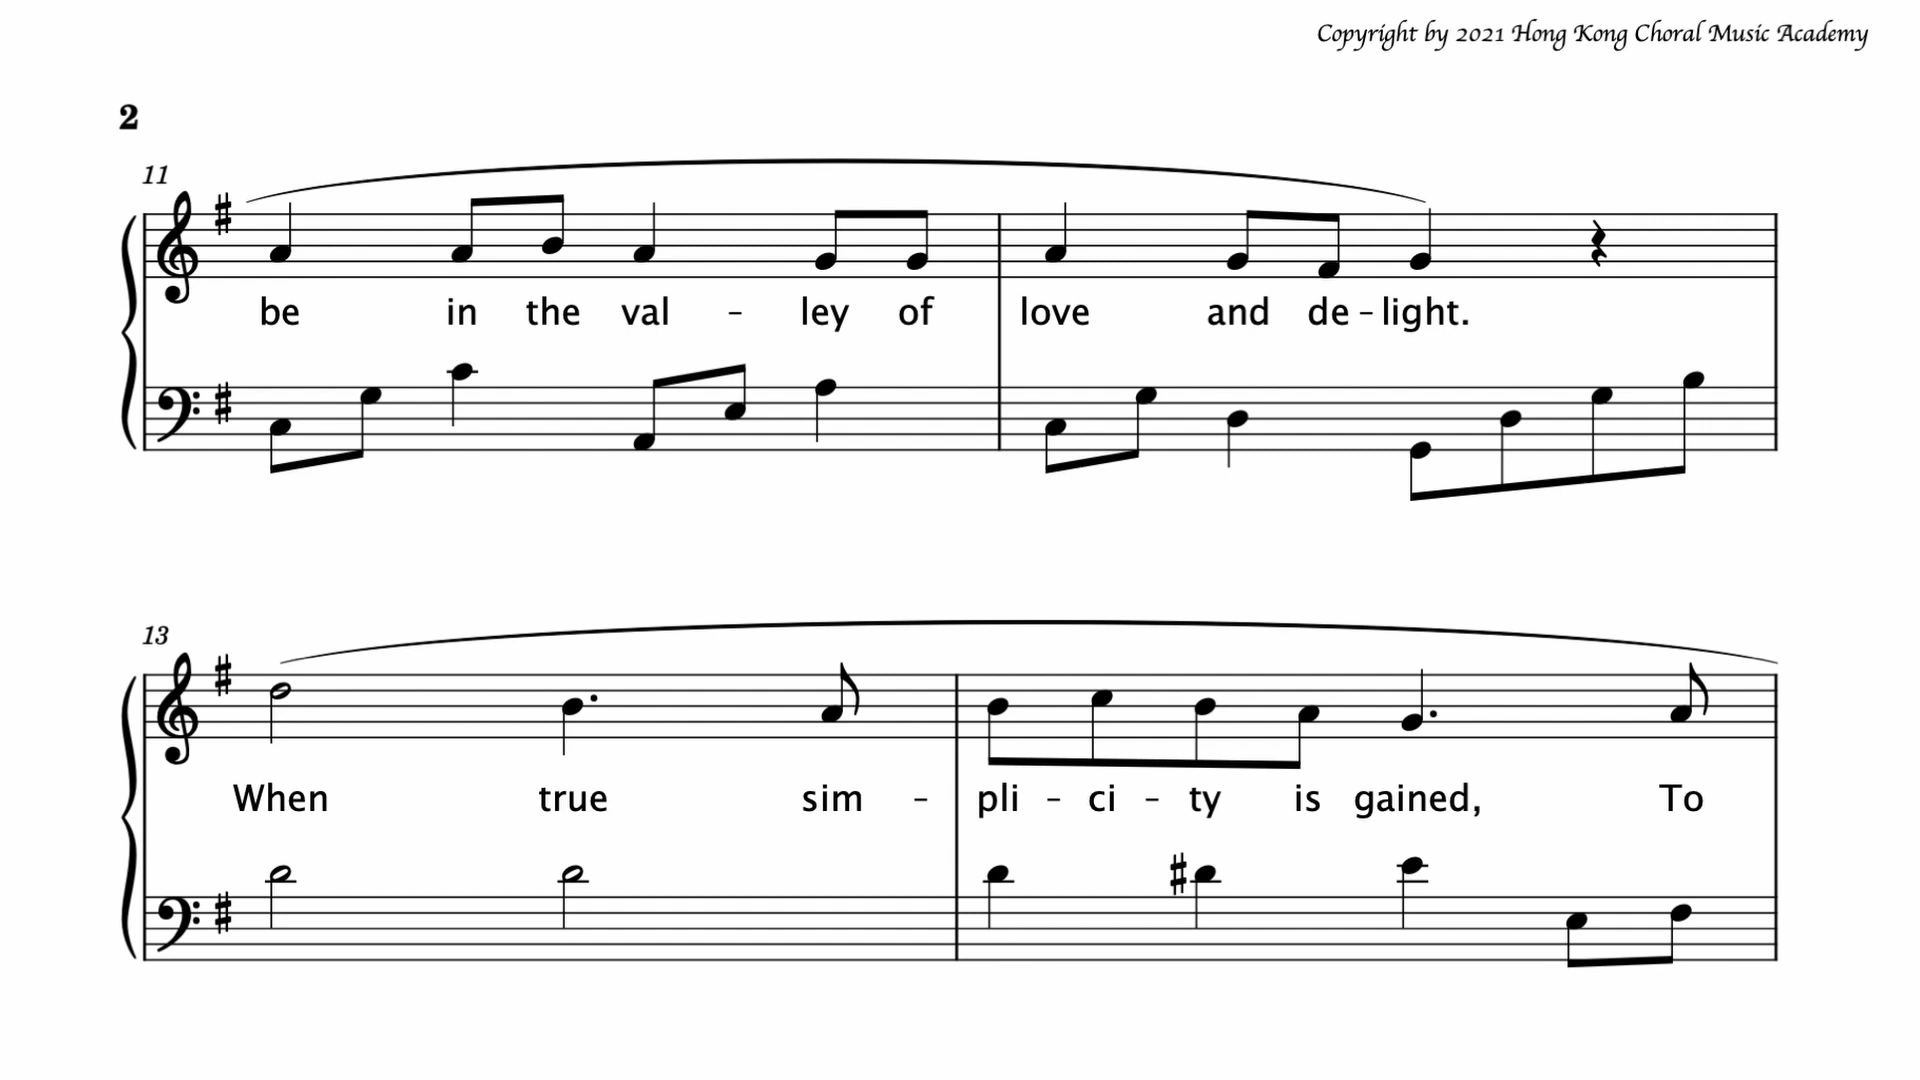 Copyright by 2021 Hong Kong Choral Music Academy
2
11
be in the val - ley of love and de - light.
13
When true sim - pli - ci - ty is gained, To